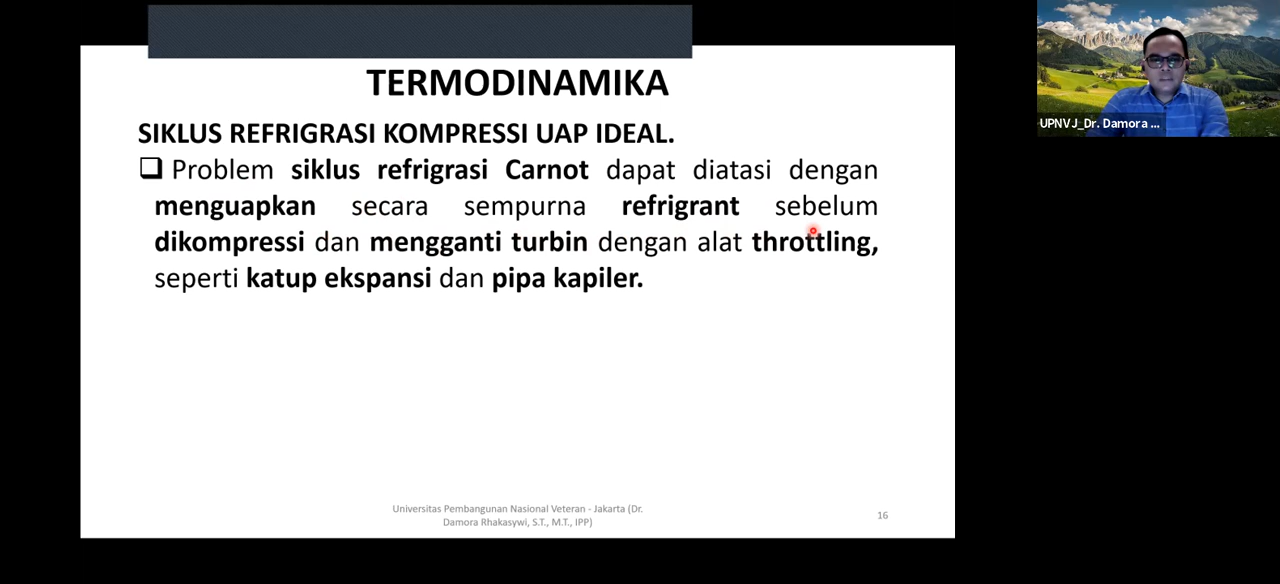 TERMODINAMIKA
SIKLUS REFRIGRASI KOMPRESSI UAP IDEAL.
❑ Problem siklus refrigrasi Carnot dapat diatasi dengan
menguapkan secara sempurna refrigrant sebelum
dikompressi dan mengganti turbin dengan alat throttling,
seperti katup ekspansi dan pipa kapiler.
Universitas Pembangunan Nasional Veteran - Jakarta (Dr.
Damora Rhakasywi, S.T., M.T., IPP)
16
UPNVJ_Dr. Damora ...